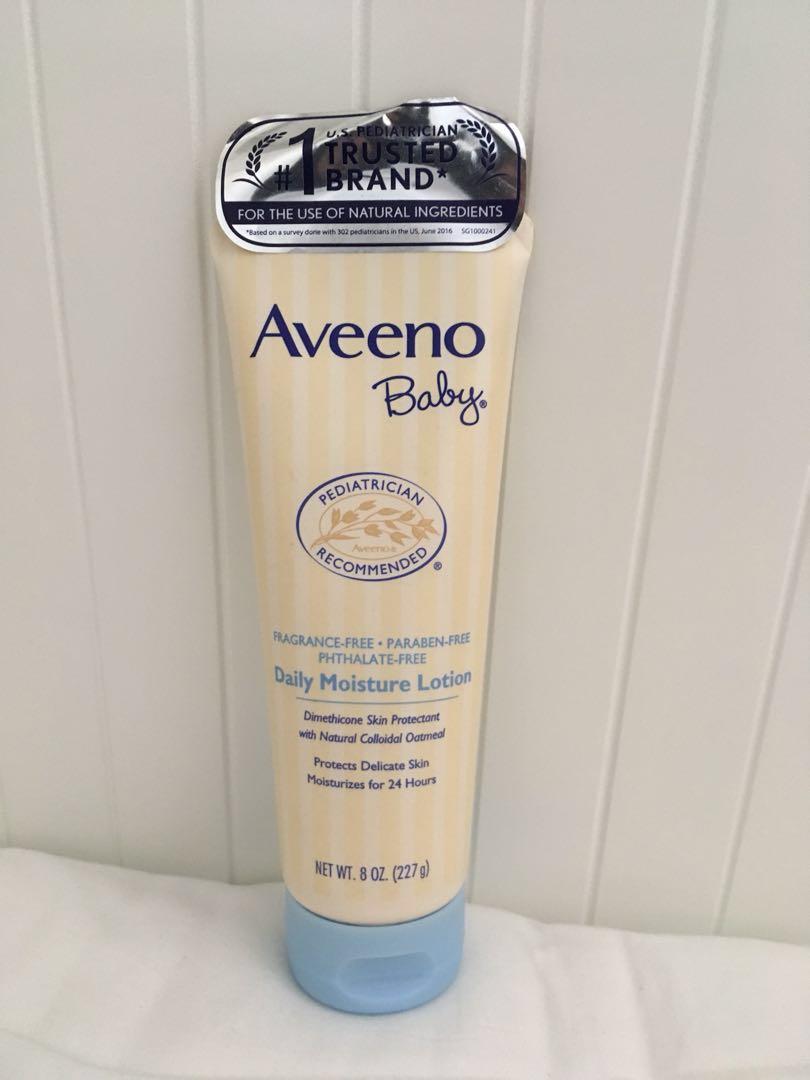 U.S. PEDIATRICIAN
#1 TRUSTED
BRAND*
FOR THE USE OF NATURAL INGREDIENTS
*Based on a survey done with 302 pediatricians in the US, June 2016 SG1000241
Aveeno
Baby®
PEDIATRICIAN
Aveeno®
RECOMMENDED®
FRAGRANCE-FREE • PARABEN-FREE
PHTHALATE-FREE
Daily Moisture Lotion
Dimethicone Skin Protectant
with Natural Colloidal Oatmeal
Protects Delicate Skin
Moisturizes for 24 Hours
NET WT. 8 OZ. (227 g)